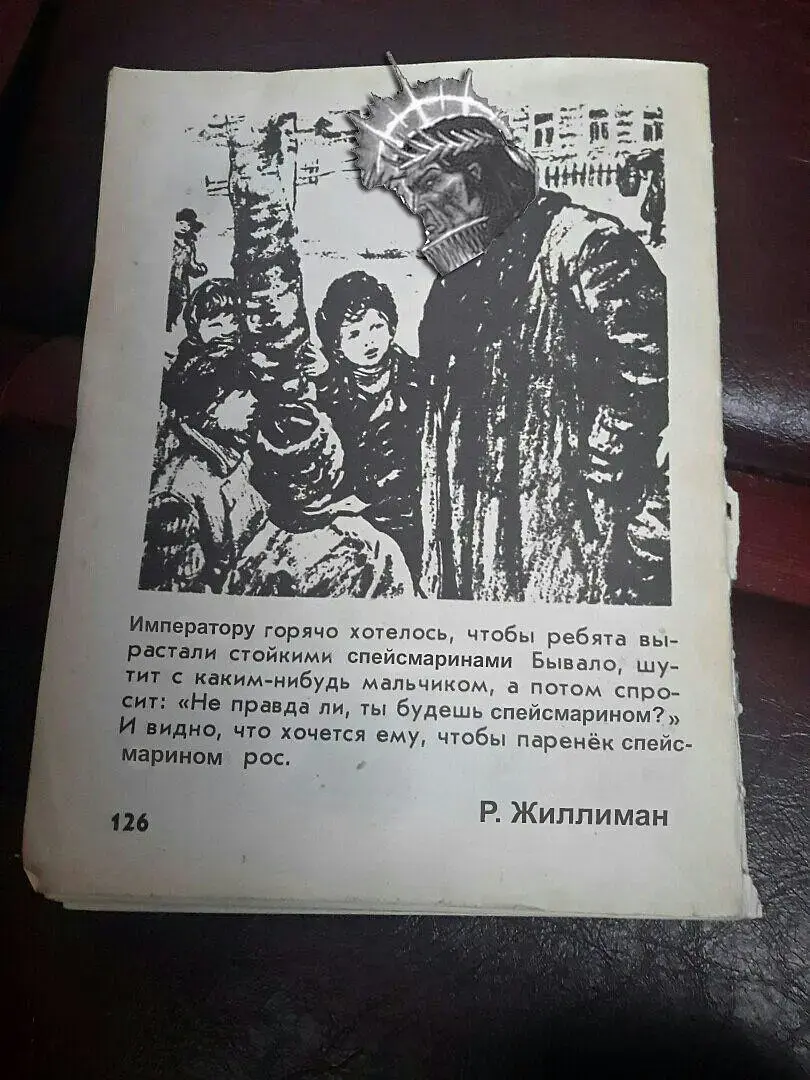 Императору горячо хотелось, чтобы ребята вы-
растали стойкими спейсмаринами Бывало, шу-
тит с каким-нибудь мальчиком, а потом спро-
сит: «Не правда ли, ты будешь спейсмарином?»
И видно, что хочется ему, чтобы паренёк спейс-
марином рос.
Р. Жиллиман
126